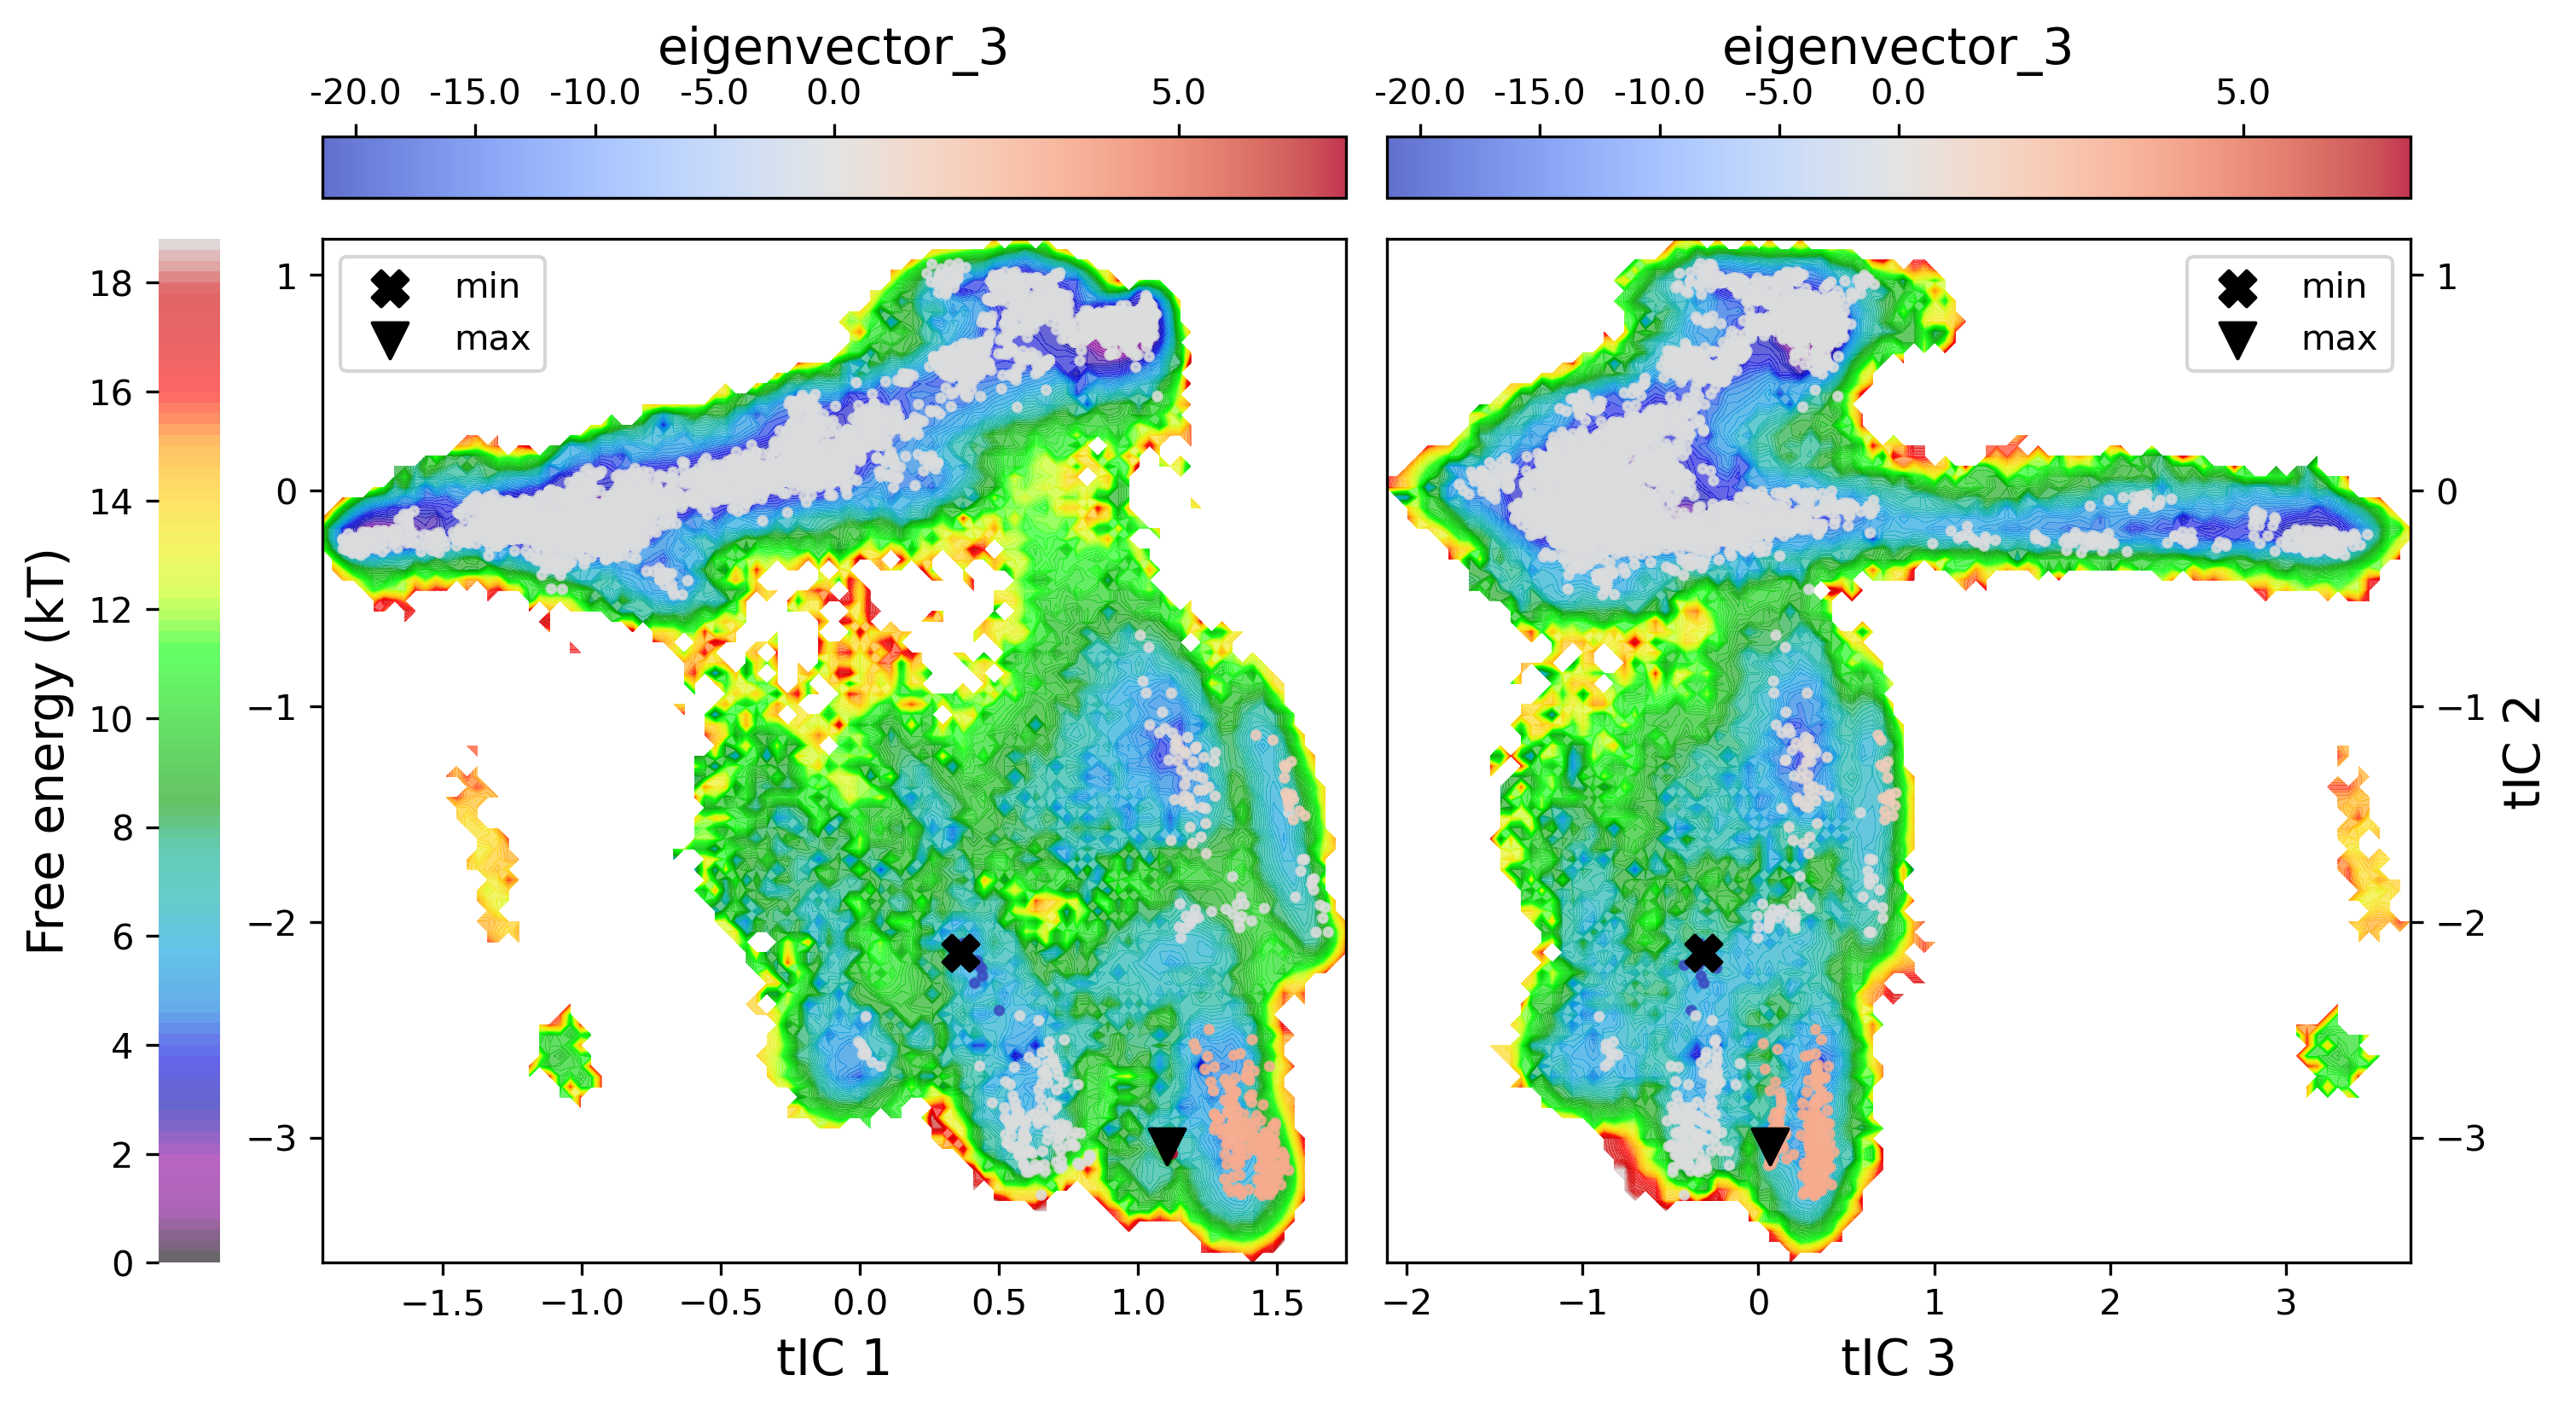 eigenvector_3
eigenvector_3
-20.0 -15.0 -10.0 -5.0 0.0 5.0
-20.0 -15.0 -10.0 -5.0 0.0 5.0
Free energy (kT)
18
16
14
12
10
8
6
4
2
0
min
max
1
0
−1
−2
−3
−1.5 −1.0 −0.5 0.0 0.5 1.0 1.5
tIC 1
min
max
1
0
−1
−2
−3
tIC 2
−2 −1 0 1 2 3
tIC 3